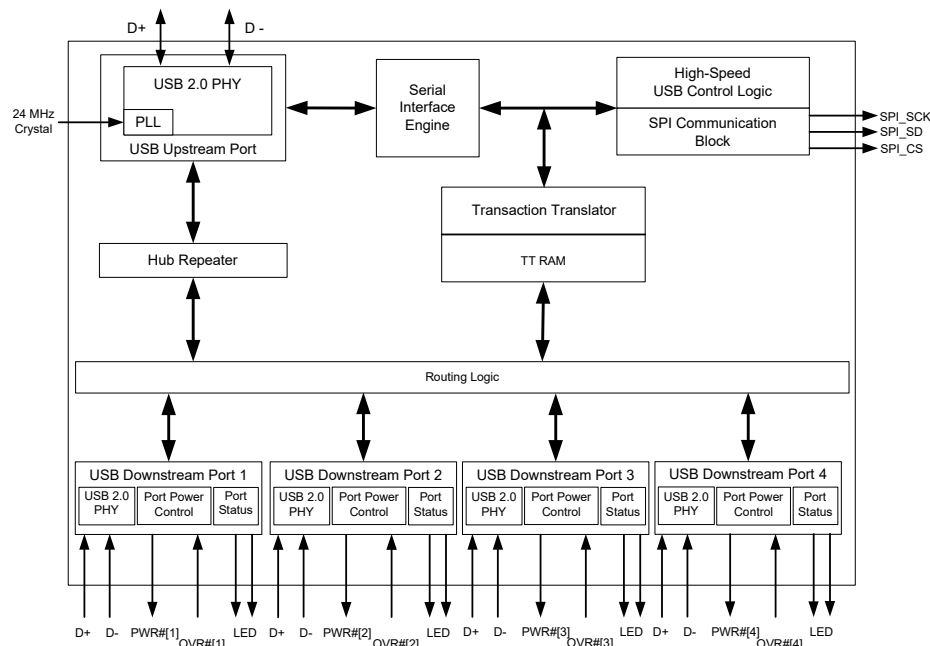 D+ D -
USB 2.0 PHY
PLL
USB Upstream Port
24 MHz
Crystal
Serial
Interface
Engine
High-Speed
USB Control Logic
SPI Communication
Block
SPI_SCK
SPI_SD
SPI_CS
Transaction Translator
TT RAM
Hub Repeater
Routing Logic
USB Downstream Port 1
USB 2.0
PHY
Port Power
Control
Port
Status
USB Downstream Port 2
USB 2.0
PHY
Port Power
Control
Port
Status
USB Downstream Port 3
USB 2.0
PHY
Port Power
Control
Port
Status
USB Downstream Port 4
USB 2.0
PHY
Port Power
Control
Port
Status
D+ D- PWR#[1] OVR#[1] LED
D+ D- PWR#[2] OVR#[2] LED
D+ D- PWR#[3] OVR#[3] LED
D+ D- PWR#[4] OVR#[4] LED